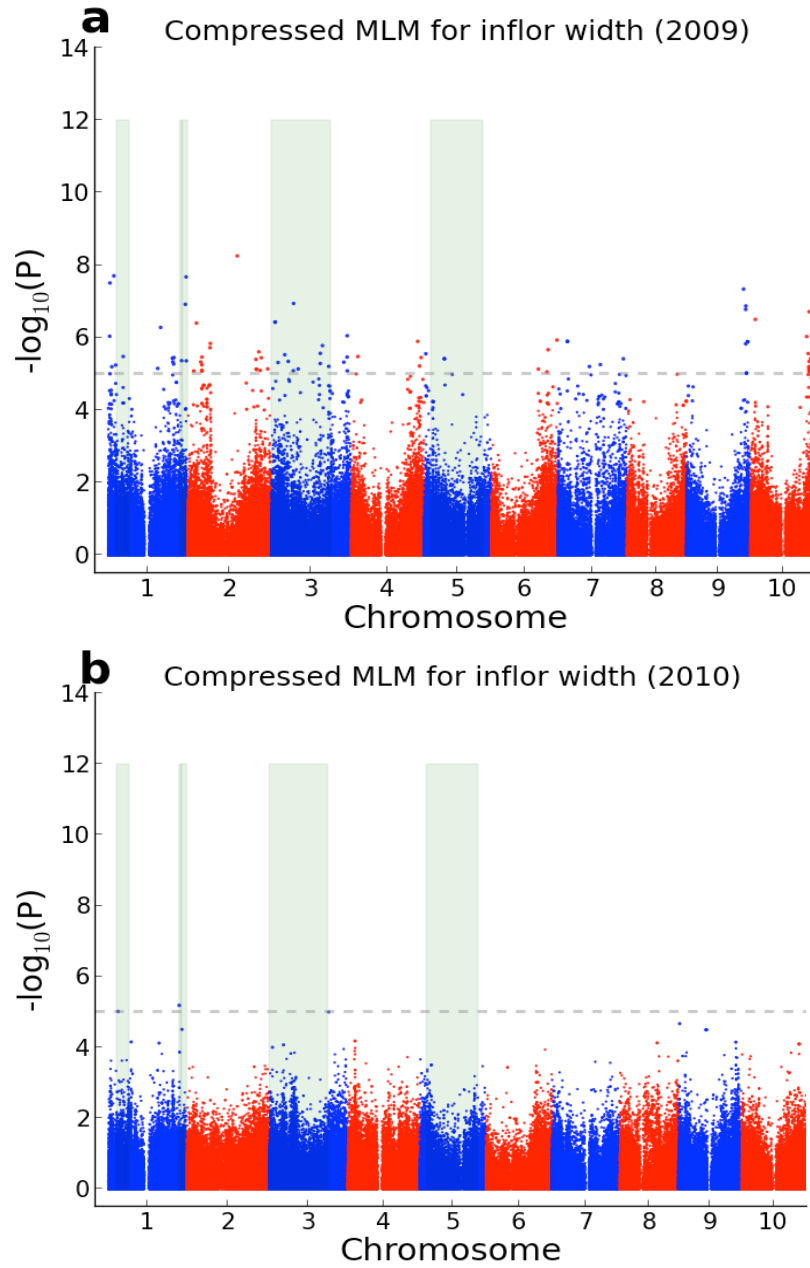 a
Compressed MLM for inflor width (2009)
14
12
10
8
6
4
2
0
-log10(P)
1 2 3 4 5 6 7 8 9 10
Chromosome
b
Compressed MLM for inflor width (2010)
14
12
10
8
6
4
2
0
-log10(P)
1 2 3 4 5 6 7 8 9 10
Chromosome